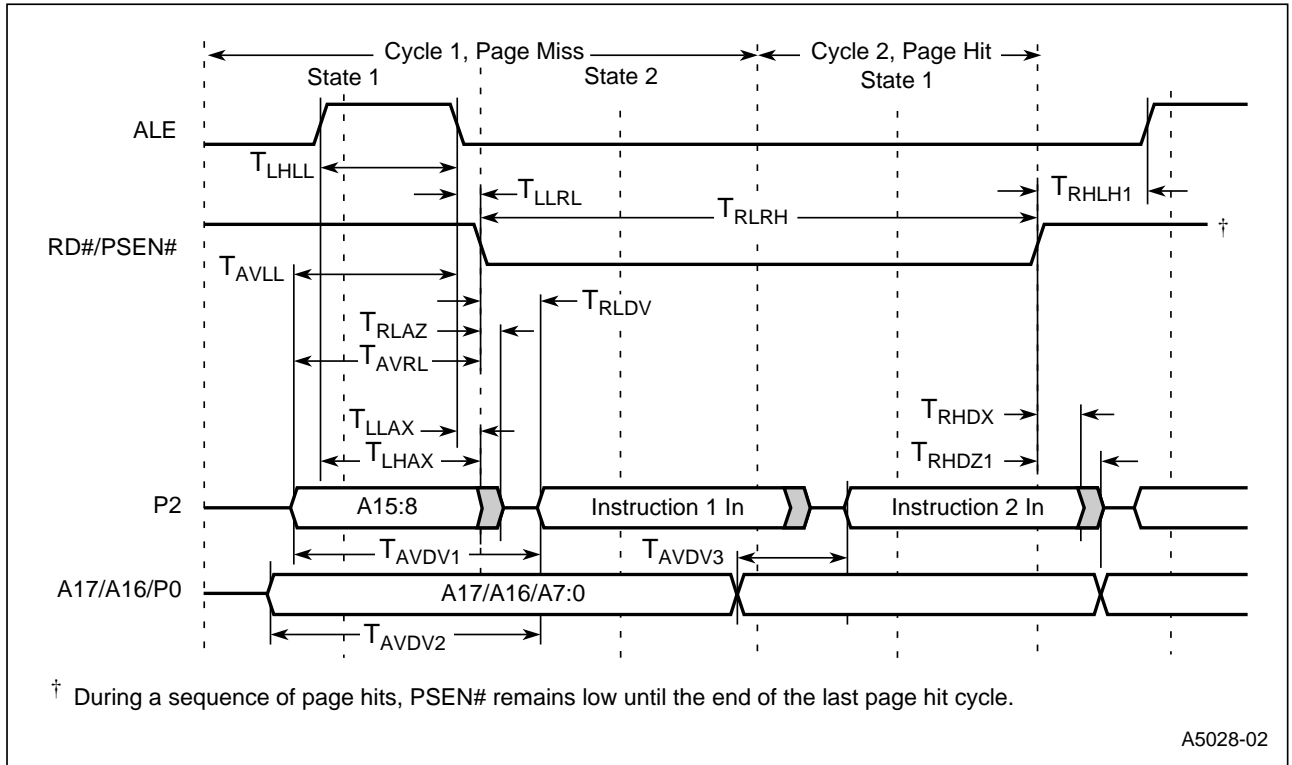 Cycle 1, Page Miss
Cycle 2, Page Hit
State 1
State 2
State 1
ALE
TLHLL
TLLRL
TRLRH
TRHLH1
RD#/PSEN#
†
TAVLL
TRLDV
TRLAZ
TAVRL
TLLAX
TRHDX
TLHAX
TRHDZ1
P2
A15:8
Instruction 1 In
Instruction 2 In
TAVDV1
TAVDV3
A17/A16/P0
A17/A16/A7:0
TAVDV2
† During a sequence of page hits, PSEN# remains low until the end of the last page hit cycle.
A5028-02